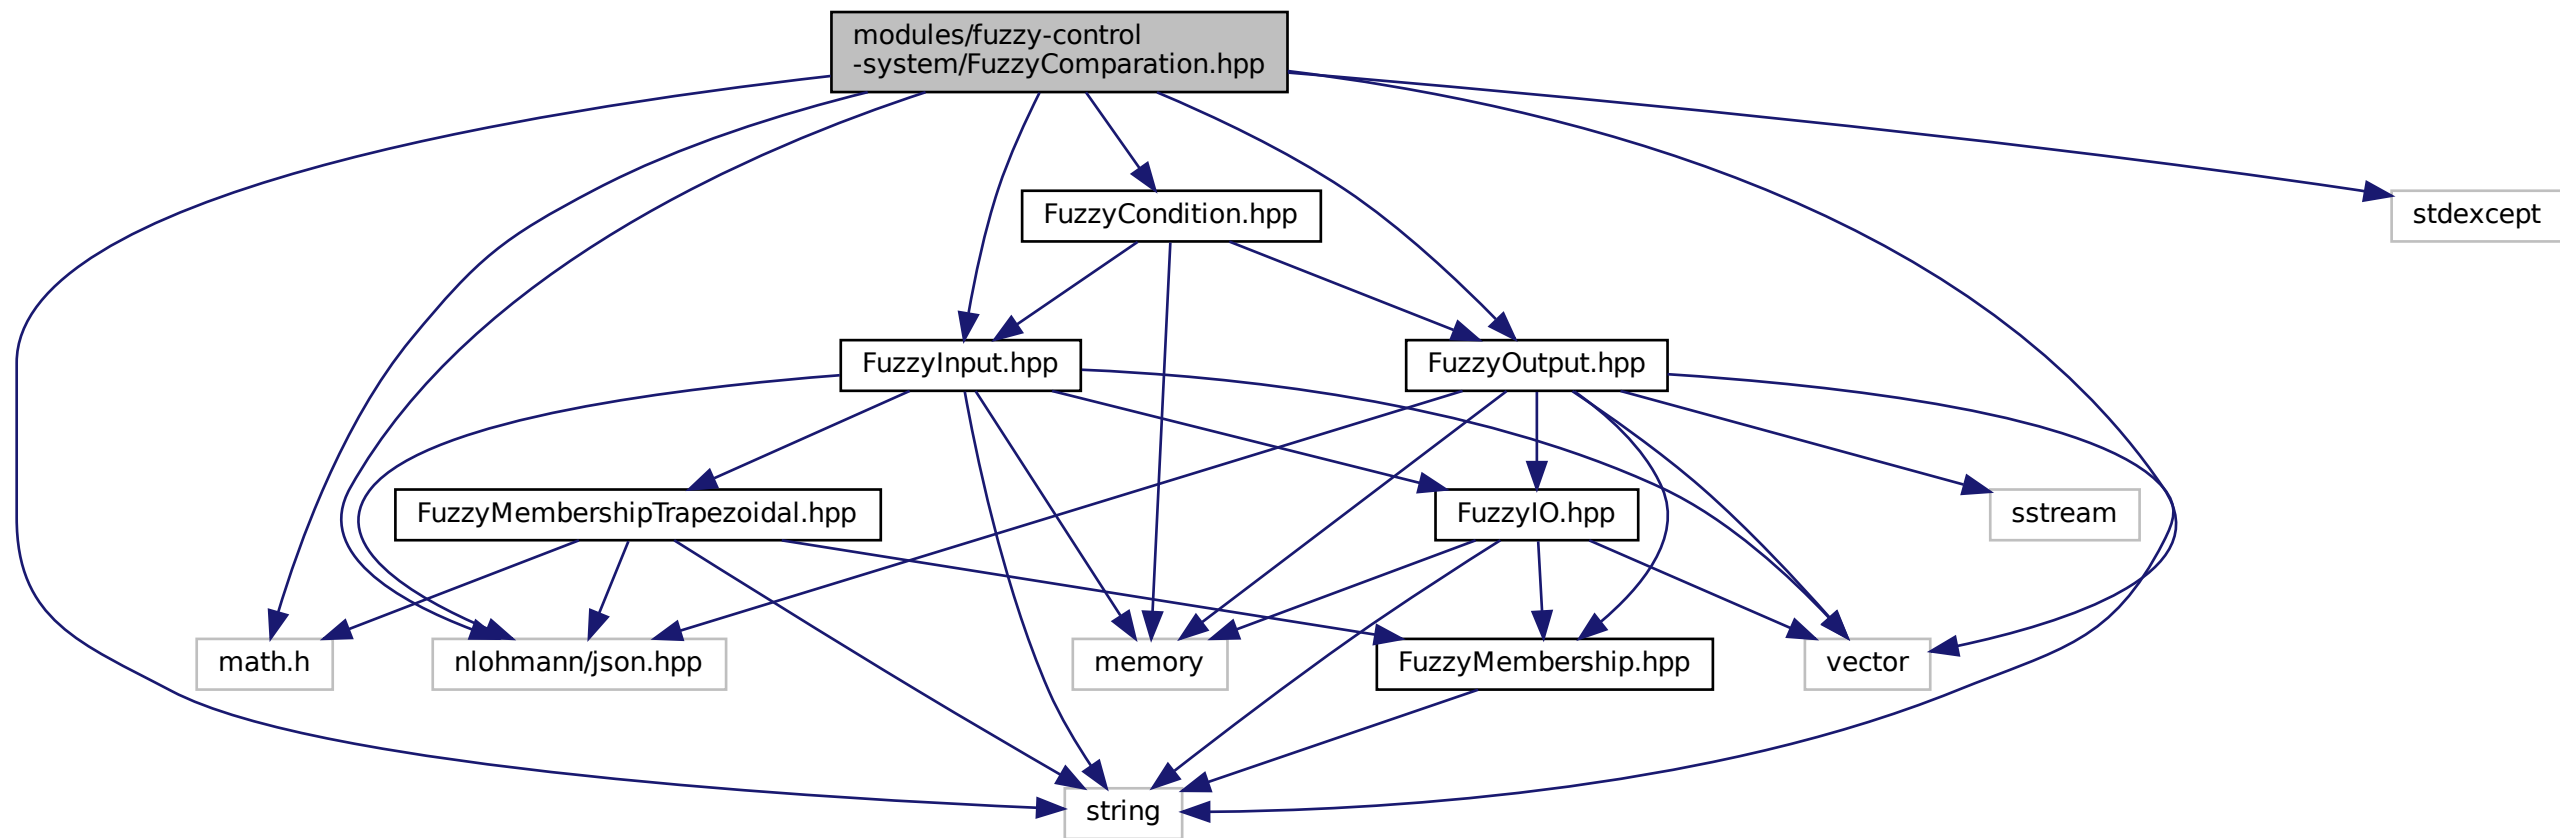 modules/fuzzy-control
-system/FuzzyComparation.hpp
FuzzyCondition.hpp
stdexcept
FuzzyInput.hpp
FuzzyOutput.hpp
FuzzyMembershipTrapezoidal.hpp
FuzzyIO.hpp
sstream
math.h
nlohmann/json.hpp
memory
FuzzyMembership.hpp
vector
string